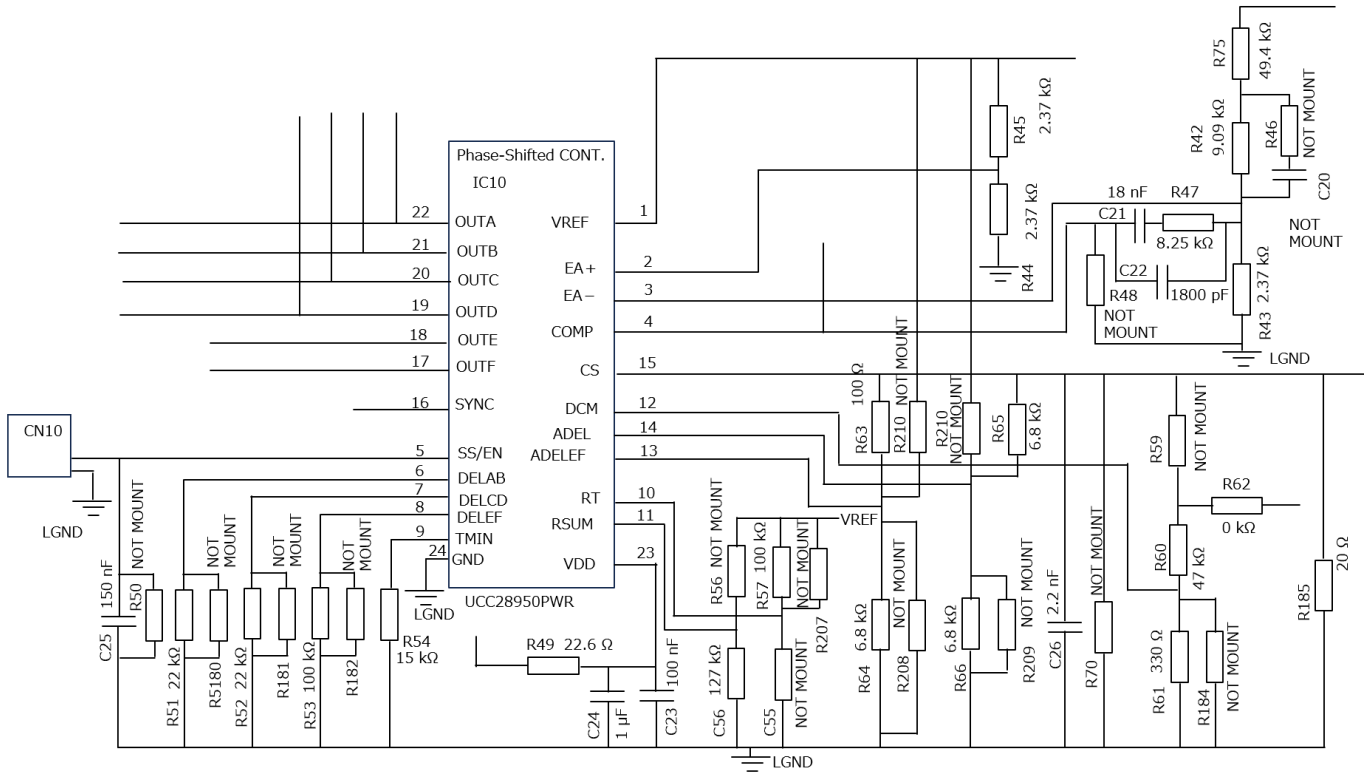 R75
49.4 kΩ
R42
9.09 kΩ
R46
NOT MOUNT
C20
NOT
MOUNT
R45
2.37 kΩ
2.37 kΩ
R44
18 nF
R47
C21
8.25 kΩ
C22
1800 pF
R48
NOT
MOUNT
R43
2.37 kΩ
LGND
Phase-Shifted CONT.
IC10
22
OUTA
VREF
1
21
OUTB
20
OUTC
EA+
2
19
OUTD
EA−
3
18
OUTE
COMP
4
17
OUTF
CS
15
16
SYNC
DCM
12
ADEL
14
5
SS/EN
ADELEF
13
6
DELAB
7
DELCD
RT
10
8
DELEF
RSUM
11
9
TMIN
24
GND
VDD
23
UCC28950PWR
LGND
CN10
LGND
NOT MOUNT
150 nF
C25
R50
R51
22 kΩ
NOT
MOUNT
R5180
R52
22 kΩ
NOT
MOUNT
R181
R53
100 kΩ
NOT
MOUNT
R182
R54
15 kΩ
R49
22.6 Ω
C24
1 µF
100 nF
C23
R56
NOT MOUNT
R57
100 kΩ
NOT MOUNT
R207
VREF
127 kΩ
C56
C55
NOT MOUNT
LGND
100 Ω
R63
R210
NOT MOUNT
R210
NOT MOUNT
R65
6.8 kΩ
6.8 kΩ
R64
NOT MOUNT
R208
6.8 kΩ
R66
NOT MOUNT
R209
2.2 nF
C26
NOT MOUNT
R70
R59
NOT MOUNT
R62
0 kΩ
R60
47 kΩ
330 Ω
R61
R184
NOT MOUNT
R185
20 Ω